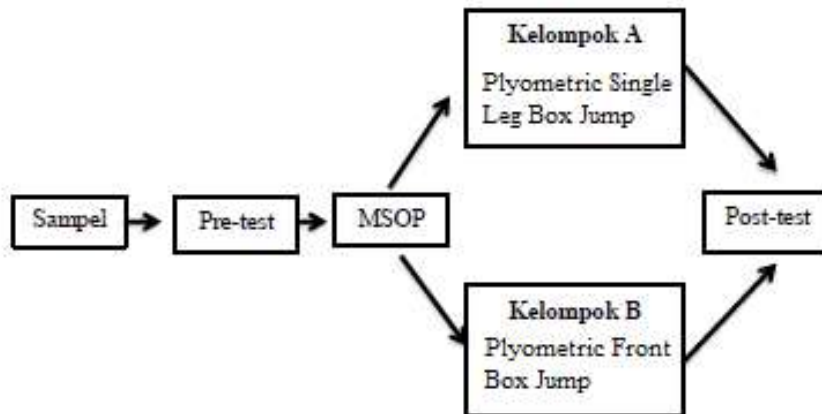 Kelompok A
Plyometric Single
Leg Box Jump
Sampel
Pre-test
MSOP
Post-test
Kelompok B
Plyometric Front
Box Jump